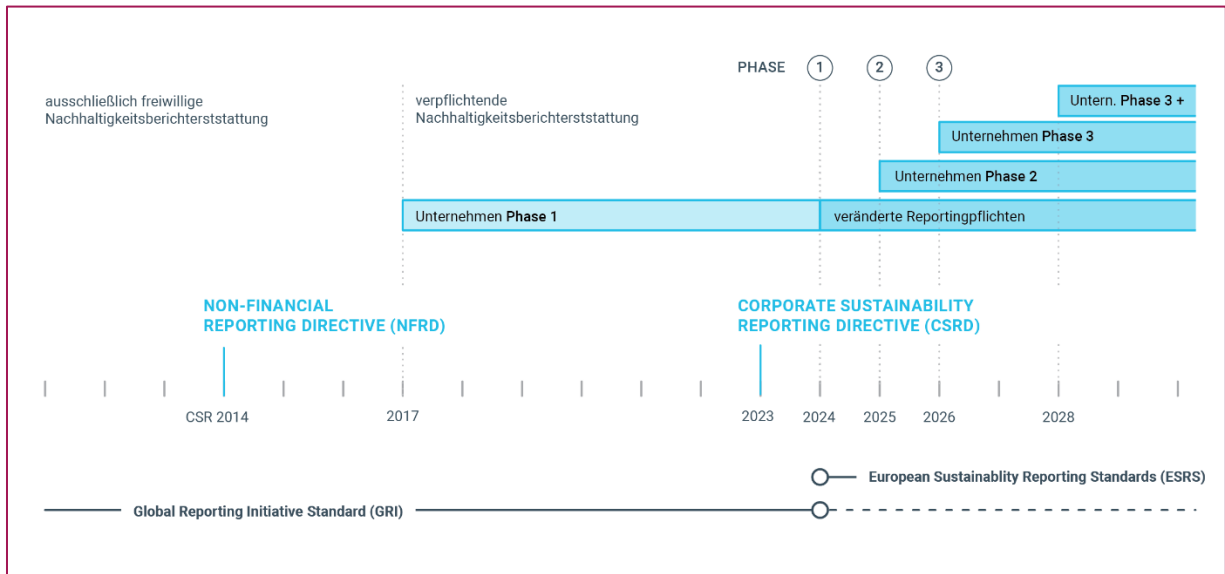 PHASE 1 2 3
ausschließlich freiwillige
Nachhaltigkeitsberichterststattung
verpflichtende
Nachhaltigkeitsberichterststattung
Untern. Phase 3 +
Unternehmen Phase 3
Unternehmen Phase 2
Unternehmen Phase 1
veränderte Reportingpflichten
NON-FINANCIAL
REPORTING DIRECTIVE (NFRD)
CORPORATE SUSTAINABILITY
REPORTING DIRECTIVE (CSRD)
CSR 2014
2017
2023
2024
2025
2026
2028
European Sustainablity Reporting Standards (ESRS)
Global Reporting Initiative Standard (GRI)